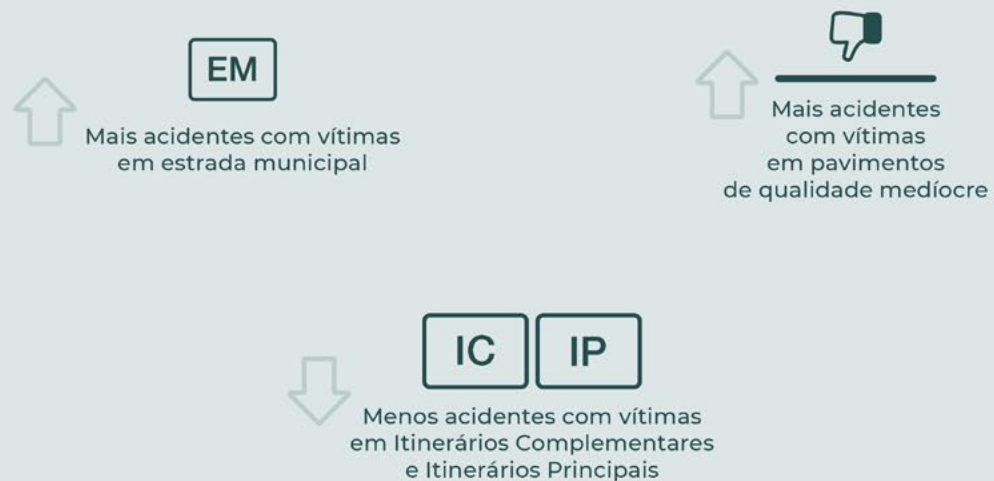 EM
Mais acidentes com vítimas
em estrada municipal
Mais acidentes
com vítimas
em pavimentos
de qualidade medíocre
IC IP
Menos acidentes com vítimas
em Itinerários Complementares
e Itinerários Principais